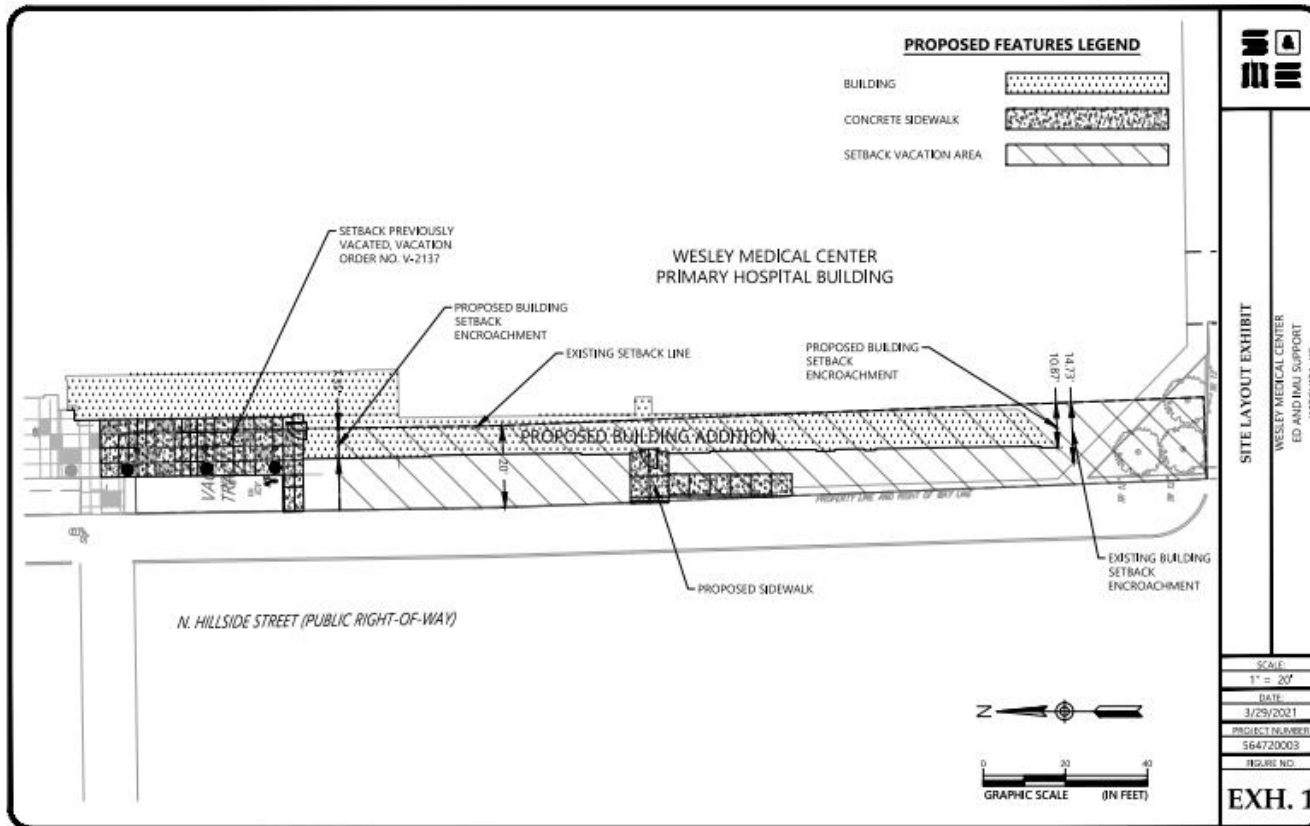 PROPOSED FEATURES LEGEND
BUILDING
CONCRETE SIDEWALK
SETBACK VACATION AREA
SETBACK PREVIOUSLY
VACATED, VACATION
ORDER NO. V-2137
WESLEY MEDICAL CENTER
PRIMARY HOSPITAL BUILDING
PROPOSED BUILDING
SETBACK
ENCROACHMENT
EXISTING SETBACK LINE
PROPOSED BUILDING
SETBACK
ENCROACHMENT
10.87'
14.73'
PROPOSED BUILDING ADDITION
20'
PROPERTY LINE AND RIGHT OF WAY LINE
EXISTING BUILDING
SETBACK
ENCROACHMENT
PROPOSED SIDEWALK
N. HILLSIDE STREET (PUBLIC RIGHT-OF-WAY)
N
0 20 40
GRAPHIC SCALE (IN FEET)
SITE LAYOUT EXHIBIT
WESLEY MEDICAL CENTER
ED AND IMU SUPPORT
SCALE:
1" = 20'
DATE:
3/29/2021
PROJECT NUMBER
564720003
FIGURE NO.
EXH. 1